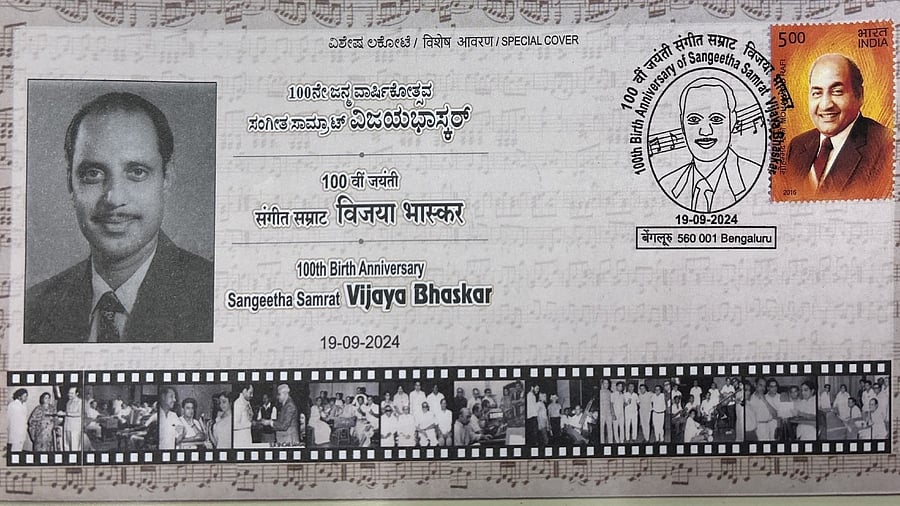 ವಿಶೇಷ ಲಕೋಟೆ / विशेष आवरण / SPECIAL COVER
100ನೇ ಜನ್ಮ ವಾರ್ಷಿಕೋತ್ಸವ
ಸಂಗೀತ ಸಾಮ್ರಾಟ್ ವಿಜಯಭಾಸ್ಕರ್
100 वीं जयंती
संगीत सम्राट विजया भास्कर
100th Birth Anniversary
Sangeetha Samrat Vijaya Bhaskar
19-09-2024
100 वीं जयंती संगीत सम्राट विजया भास्कर
100th Birth Anniversary of Sangeetha Samrat Vijaya Bhaskar
19-09-2024
बेंगलूरु 560 001 Bengaluru
5.00
भारत
INDIA
2016